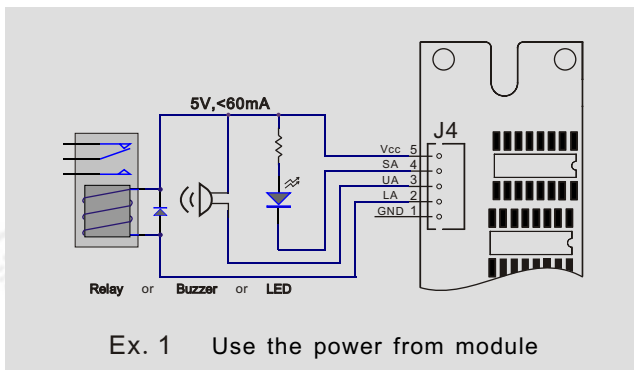 5V,<60mA
J4
Vcc 5
SA 4
UA 3
LA 2
GND 1
Relay or Buzzer or LED
Ex. 1 Use the power from module